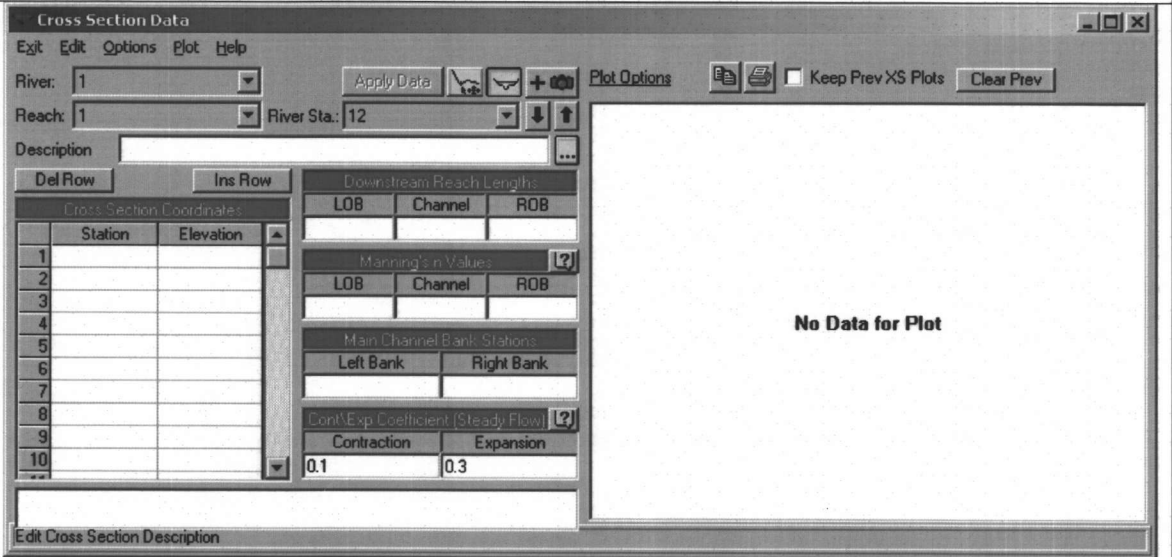 Cross Section Data
Exit Edit Options Plot Help
River: 1 Apply Data Plot Options Keep Prev XS Plots Clear Prev
Reach: 1 River Sta.: 12
Description ...
Del Row Ins Row Downstream Reach Lengths
Cross Section Coordinates LOB Channel ROB
Station Elevation
1 Manning's n Values ?
2 LOB Channel ROB
3
4 Main Channel Bank Stations
5 Left Bank Right Bank
6
7
8 Cont\Exp Coefficient (Steady Flow) ?
9 Contraction Expansion
10 0.1 0.3
No Data for Plot
Edit Cross Section Description